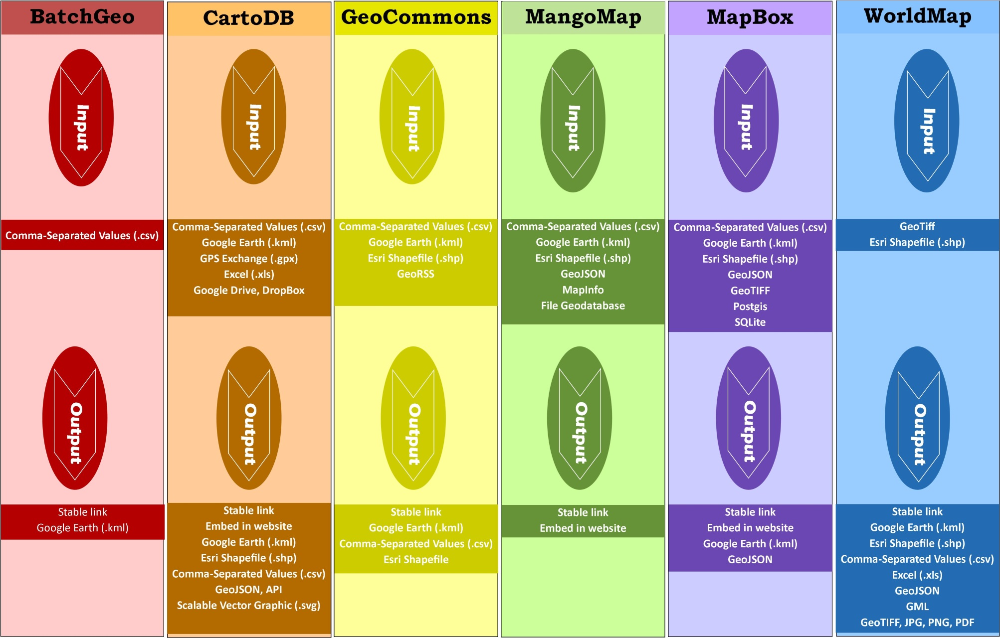 BatchGeo
Input
Comma-Separated Values (.csv)
Output
Stable link
Google Earth (.kml)
CartoDB
Input
Comma-Separated Values (.csv)
Google Earth (.kml)
GPS Exchange (.gpx)
Excel (.xls)
Google Drive, DropBox
Output
Stable link
Embed in website
Google Earth (.kml)
Esri Shapefile (.shp)
Comma-Separated Values (.csv)
GeoJSON, API
Scalable Vector Graphic (.svg)
GeoCommons
Input
Comma-Separated Values (.csv)
Google Earth (.kml)
Esri Shapefile (.shp)
GeoRSS
Output
Stable link
Google Earth (.kml)
Comma-Separated Values (.csv)
Esri Shapefile
MangoMap
Input
Comma-Separated Values (.csv)
Google Earth (.kml)
Esri Shapefile (.shp)
GeoJSON
MapInfo
File Geodatabase
Output
Stable link
Embed in website
MapBox
Input
Comma-Separated Values (.csv)
Google Earth (.kml)
Esri Shapefile (.shp)
GeoJSON
GeoTIFF
Postgis
SQLite
Output
Stable link
Embed in website
Google Earth (.kml)
GeoJSON
WorldMap
Input
GeoTiff
Esri Shapefile (.shp)
Output
Stable link
Google Earth (.kml)
Esri Shapefile (.shp)
Comma-Separated Values (.csv)
Excel (.xls)
GeoJSON
GML
GeoTIFF, JPG, PNG, PDF